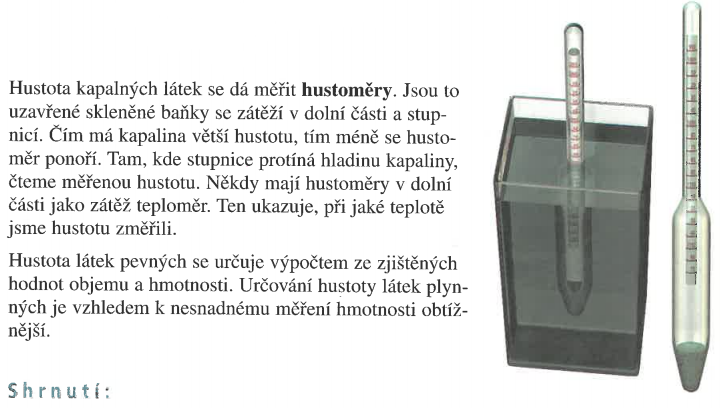 Hustota kapalných látek se dá měřit hustoměry. Jsou to
uzavřené skleněné baňky se zátěží v dolní části a stup-
nicí. Čím má kapalina větší hustotu, tím méně se husto-
měr ponoří. Tam, kde stupnice protíná hladinu kapaliny,
čteme měřenou hustotu. Někdy mají hustoměry v dolní
části jako zátěž teploměr. Ten ukazuje, při jaké teplotě
jsme hustotu změřili.
Hustota látek pevných se určuje výpočtem ze zjištěných
hodnot objemu a hmotnosti. Určování hustoty látek plyn-
ných je vzhledem k nesnadnému měření hmotnosti obtíž-
nější.
Shrnutí: